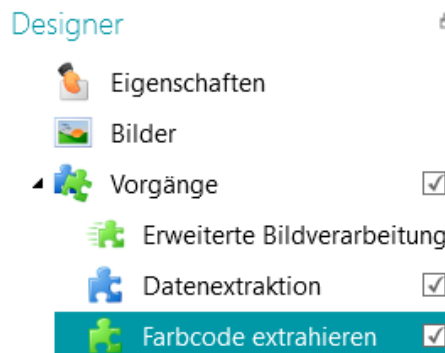 Designer
Eigenschaften
Bilder
Vorgänge
Erweiterte Bildverarbeitung
Datenextraktion
Farbcode extrahieren